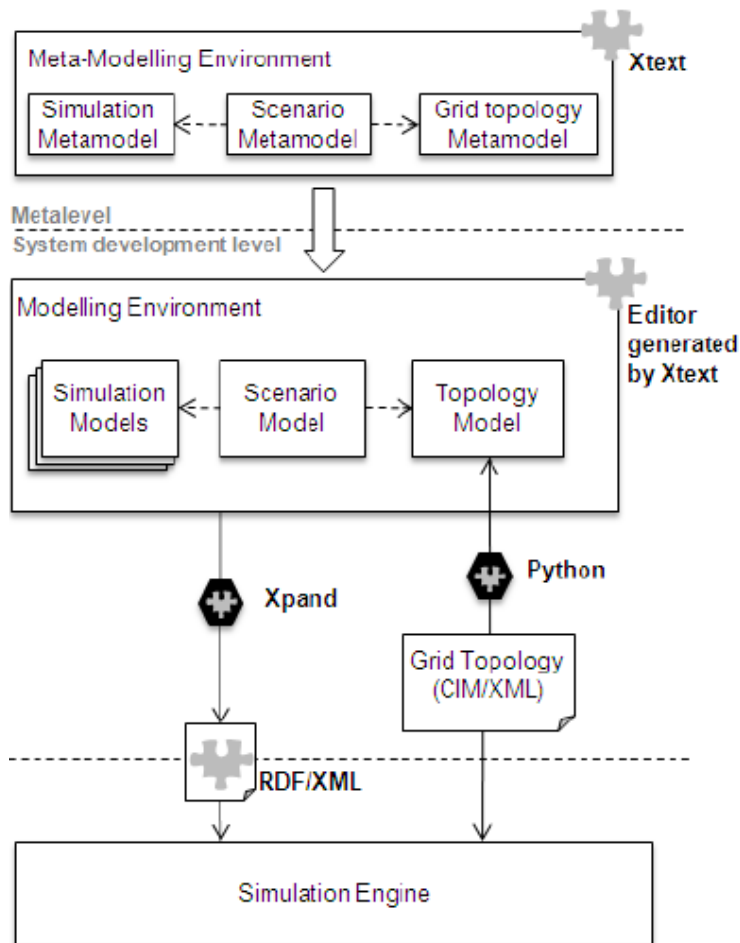 Meta-Modelling Environment
Xtext
Simulation
Metamodel
Scenario
Metamodel
Grid topology
Metamodel
Metalevel
System development level
Modelling Environment
Editor
generated
by Xtext
Simulation
Models
Scenario
Model
Topology
Model
Xpand
Python
Grid Topology
(CIM/XML)
RDF/XML
Simulation Engine